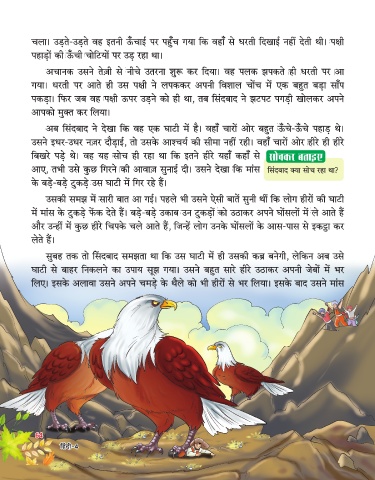 चला। उड़ते-उड़ते वह इतनी ऊँचाई पर पहुँच गया कि वहाँ से धरती दिखाई नहीं देती थी। पक्षी
पहाड़ों की ऊँची चोटियों पर उड़ रहा था।
अचानक उसने तेज़ी से नीचे उतरना शुरू कर दिया। वह पलक झपकते ही धरती पर आ
गया। धरती पर आते ही उस पक्षी ने लपककर अपनी विशाल चोंच में एक बहुत बड़ा साँप
पकड़ा। फिर जब वह पक्षी ऊपर उड़ने को ही था, तब सिंदबाद ने झटपट पगड़ी खोलकर अपने
आपको मुक्त कर लिया।
अब सिंदबाद ने देखा कि वह एक घाटी में है। वहाँ चारों ओर बहुत ऊँचे-ऊँचे पहाड़ थे।
उसने इधर-उधर नज़र दौड़ाई, तो उसके आश्चर्य की सीमा नहीं रही। वहाँ चारों ओर हीरे ही हीरे
बिखरे पड़े थे। वह यह सोच ही रहा था कि इतने हीरे यहाँ कहाँ से
आए, तभी उसे कुछ गिरने की आवाज़ सुनाई दी। उसने देखा कि मांस
के बड़े-बड़े टुकड़े उस घाटी में गिर रहे हैं।
सोचकर बताइए
सिंदबाद क्या सोच रहा था?
उसकी समझ में सारी बात आ गई। पहले भी उसने ऐसी बातें सुनी थीं कि लोग हीरों की घाटी
में मांस के टुकड़े फेंक देते हैं। बड़े-बड़े उकाब उन टुकड़ों को उठाकर अपने घोंसलों में ले आते हैं
और उन्हीं में कुछ हीरे चिपके चले आते हैं, जिन्हें लोग उनके घोंसलों के आस-पास से इकट्ठा कर
लेते हैं।
सुबह तक तो सिंदबाद समझता था कि उस घाटी में ही उसकी कब्र बनेगी, लेकिन अब उसे
घाटी से बाहर निकलने का उपाय सूझ गया। उसने बहुत सारे हीरे उठाकर अपनी जेबों में भर
लिए। इसके अलावा उसने अपने चमड़े के थैले को भी हीरों से भर लिया। इसके बाद उसने मांस